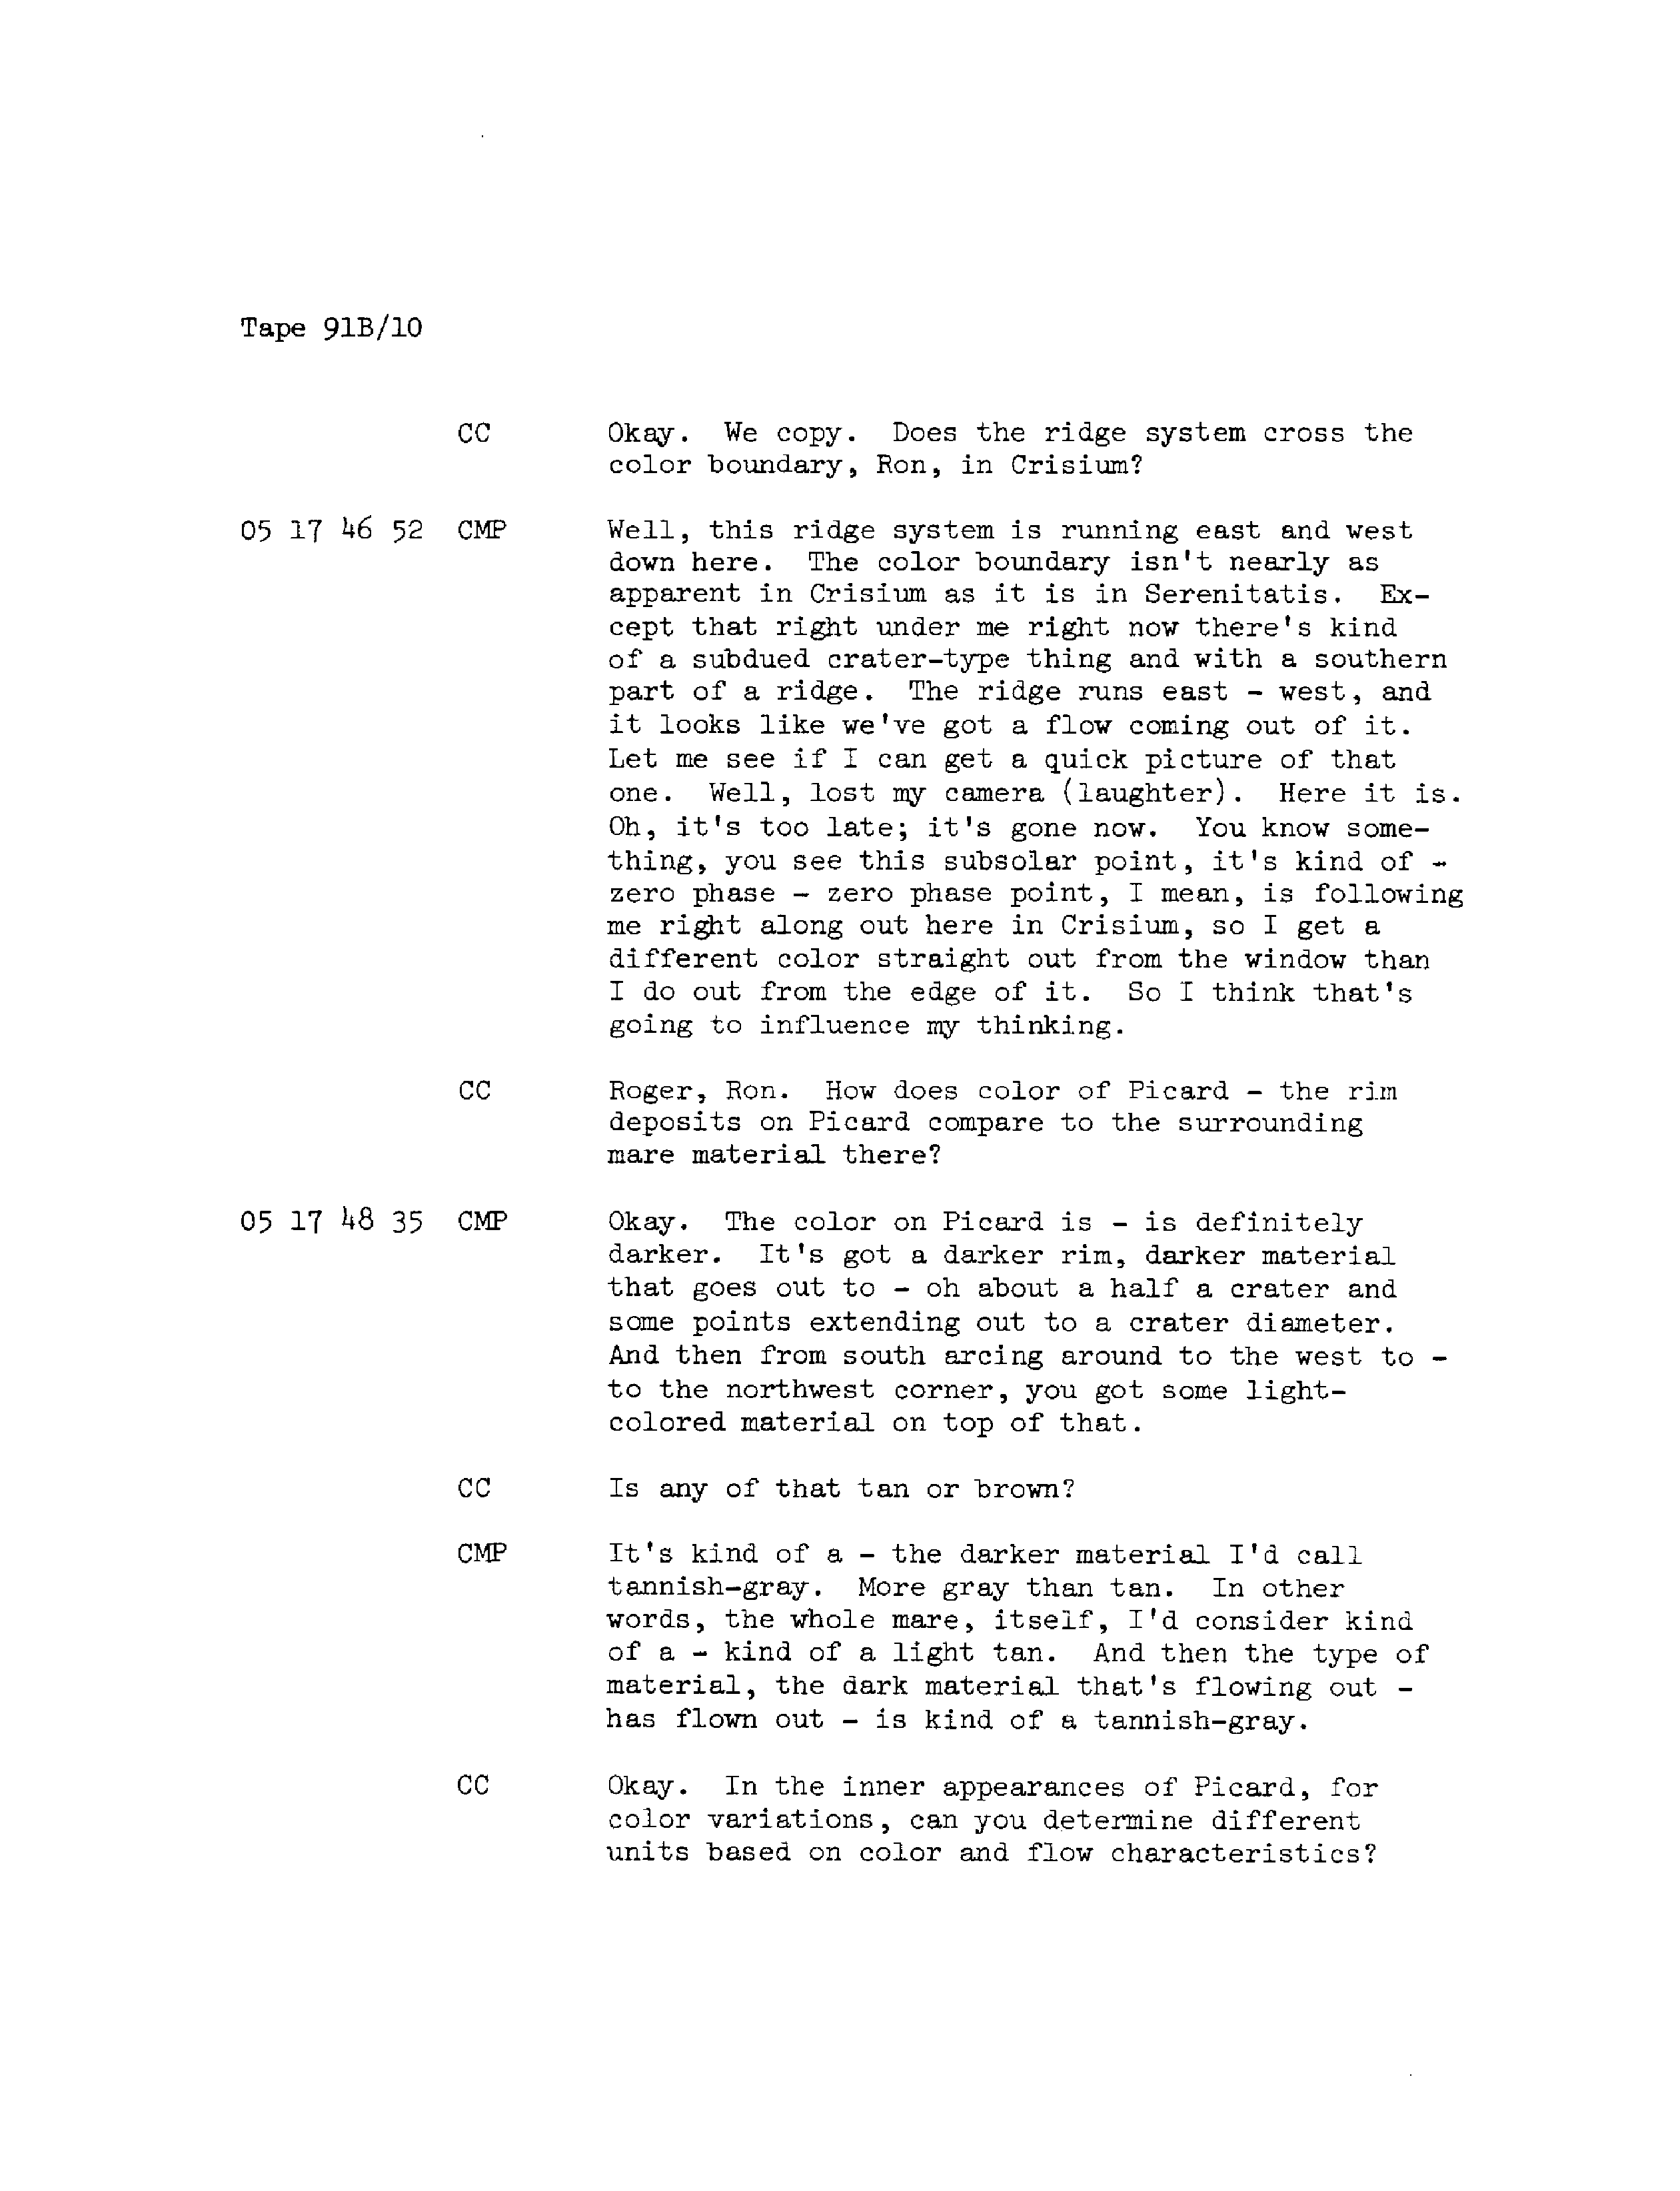 Tape 91B/10
CC Okay. We copy. Does the ridge system cross the
color boundary, Ron, in Crisium?
05 17 46 52 CMP Well, this ridge system is running east and west
down here. The color boundary isn't nearly as
apparent in Crisium as it is in Serenitatis. Ex-
cept that right under me right now there's kind
of a subdued crater-type thing and with a southern
part of a ridge. The ridge runs east - west, and
it looks like we've got a flow coming out of it.
Let me see if I can get a quick picture of that
one. Well, lost my camera (laughter). Here it is.
Oh, it's too late; it's gone now. You know some-
thing, you see this subsolar point, it's kind of -
zero phase - zero phase point, I mean, is following
me right along out here in Crisium, so I get a
different color straight out from the window than
I do out from the edge of it. So I think that's
going to influence my thinking.
CC Roger, Ron. How does color of Picard - the rim
deposits on Picard compare to the surrounding
mare material there?
05 17 48 35 CMP Okay. The color on Picard is - is definitely
darker. It's got a darker rim, darker material
that goes out to - oh about a half a crater and
some points extending out to a crater diameter.
And then from south arcing around to the west to -
to the northwest corner, you got some light-
colored material on top of that.
CC Is any of that tan or brown?
CMP It's kind of a - the darker material I'd call
tannish-gray. More gray than tan. In other
words, the whole mare, itself, I'd consider kind
of a - kind of a light tan. And then the type of
material, the dark material that's flowing out -
has flown out - is kind of a tannish-gray.
CC Okay. In the inner appearances of Picard, for
color variations, can you determine different
units based on color and flow characteristics?